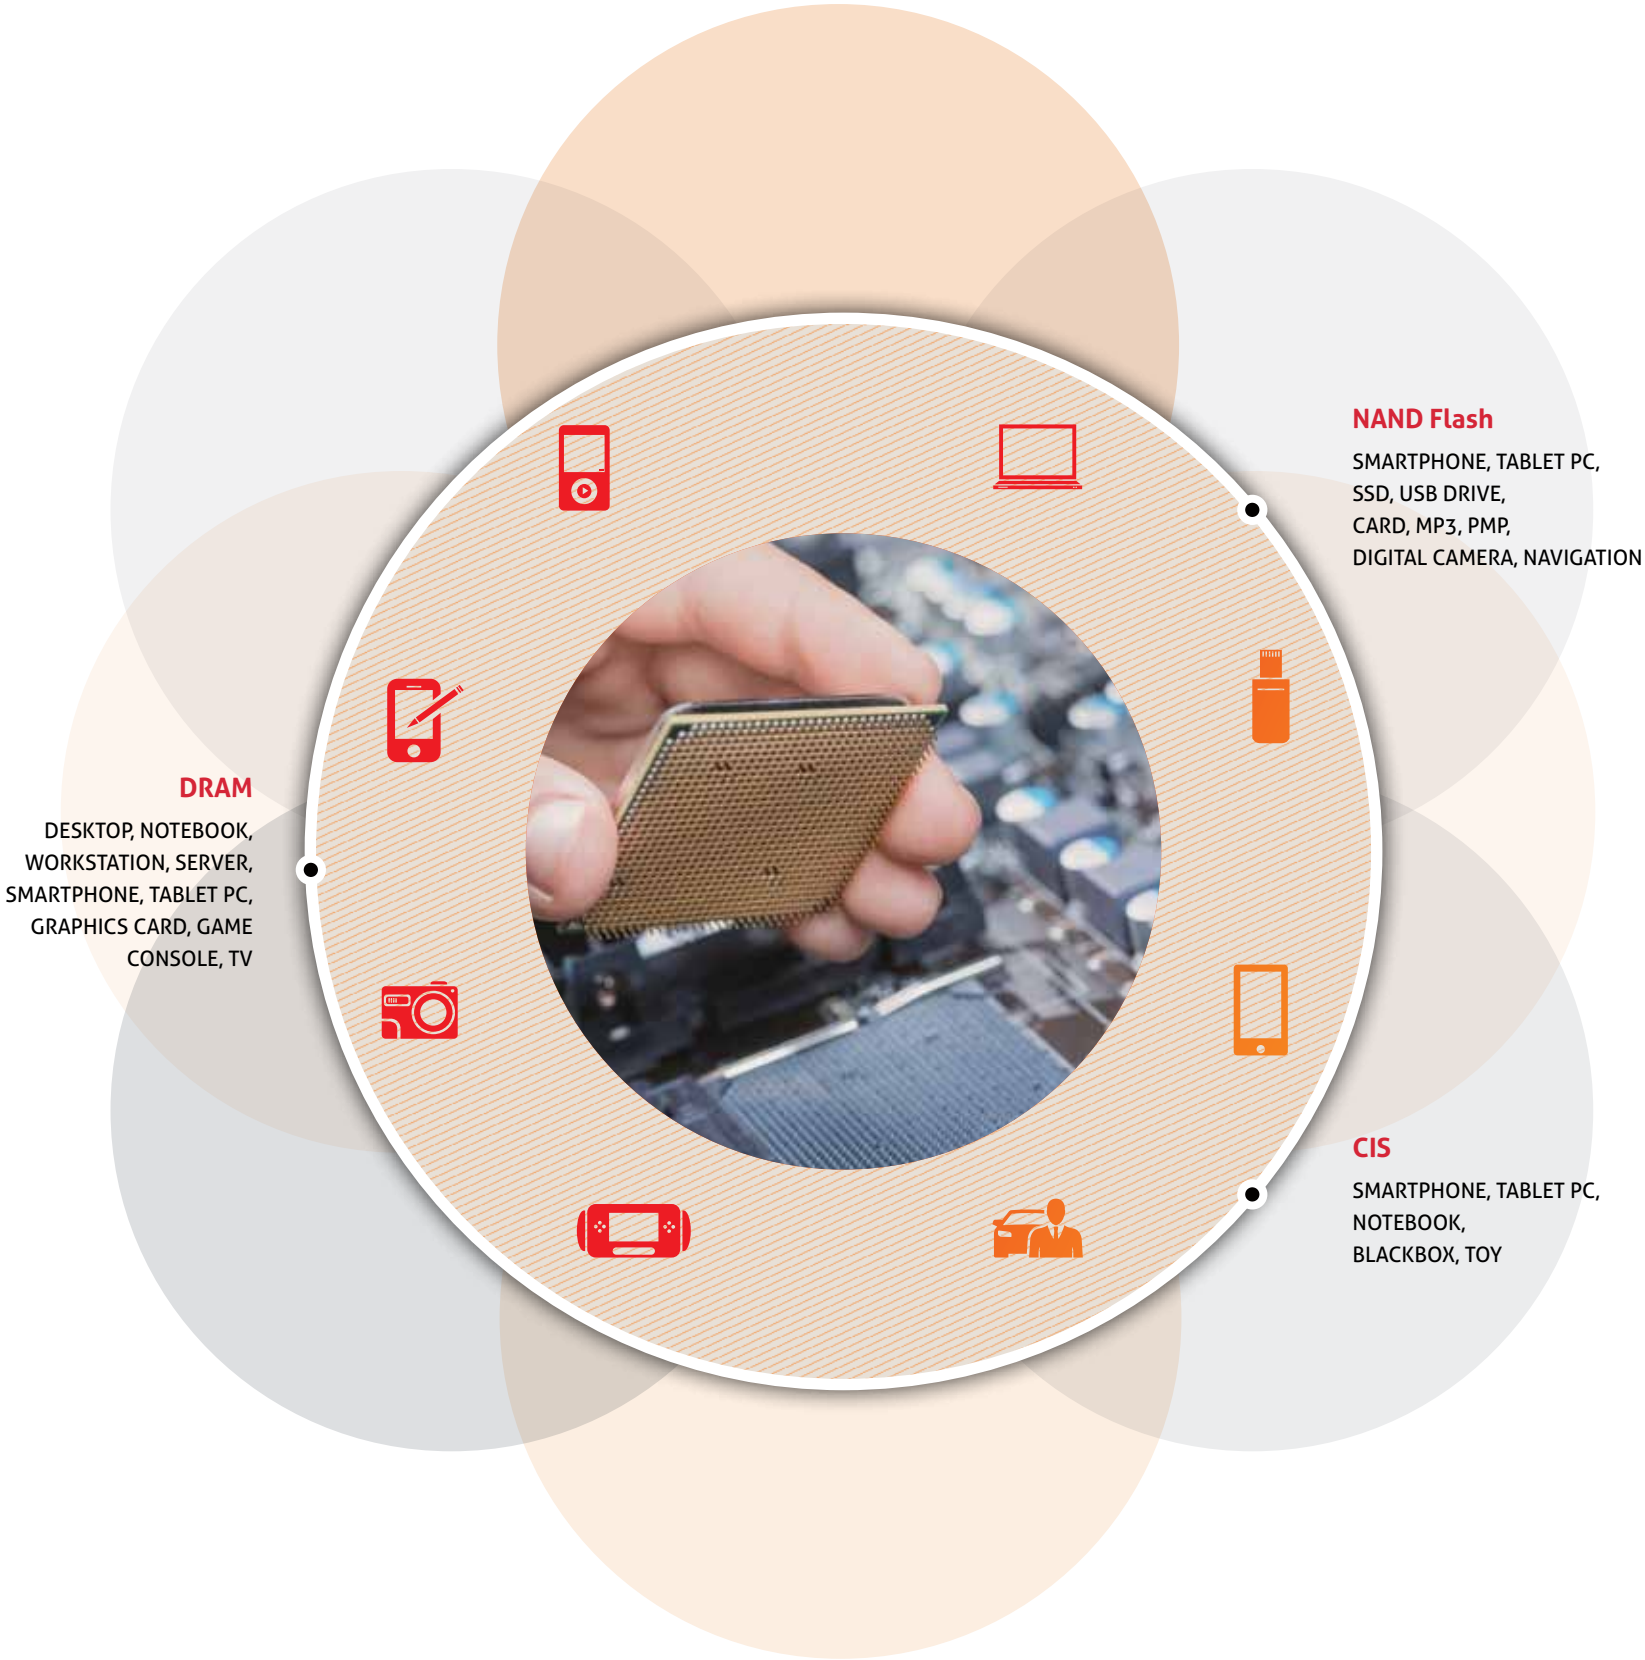 NAND Flash
SMARTPHONE, TABLET PC,
SSD, USB DRIVE,
CARD, MP3, PMP,
DIGITAL CAMERA, NAVIGATION
DRAM
DESKTOP, NOTEBOOK,
WORKSTATION, SERVER,
SMARTPHONE, TABLET PC,
GRAPHICS CARD, GAME
CONSOLE, TV
CIS
SMARTPHONE, TABLET PC,
NOTEBOOK,
BLACKBOX, TOY